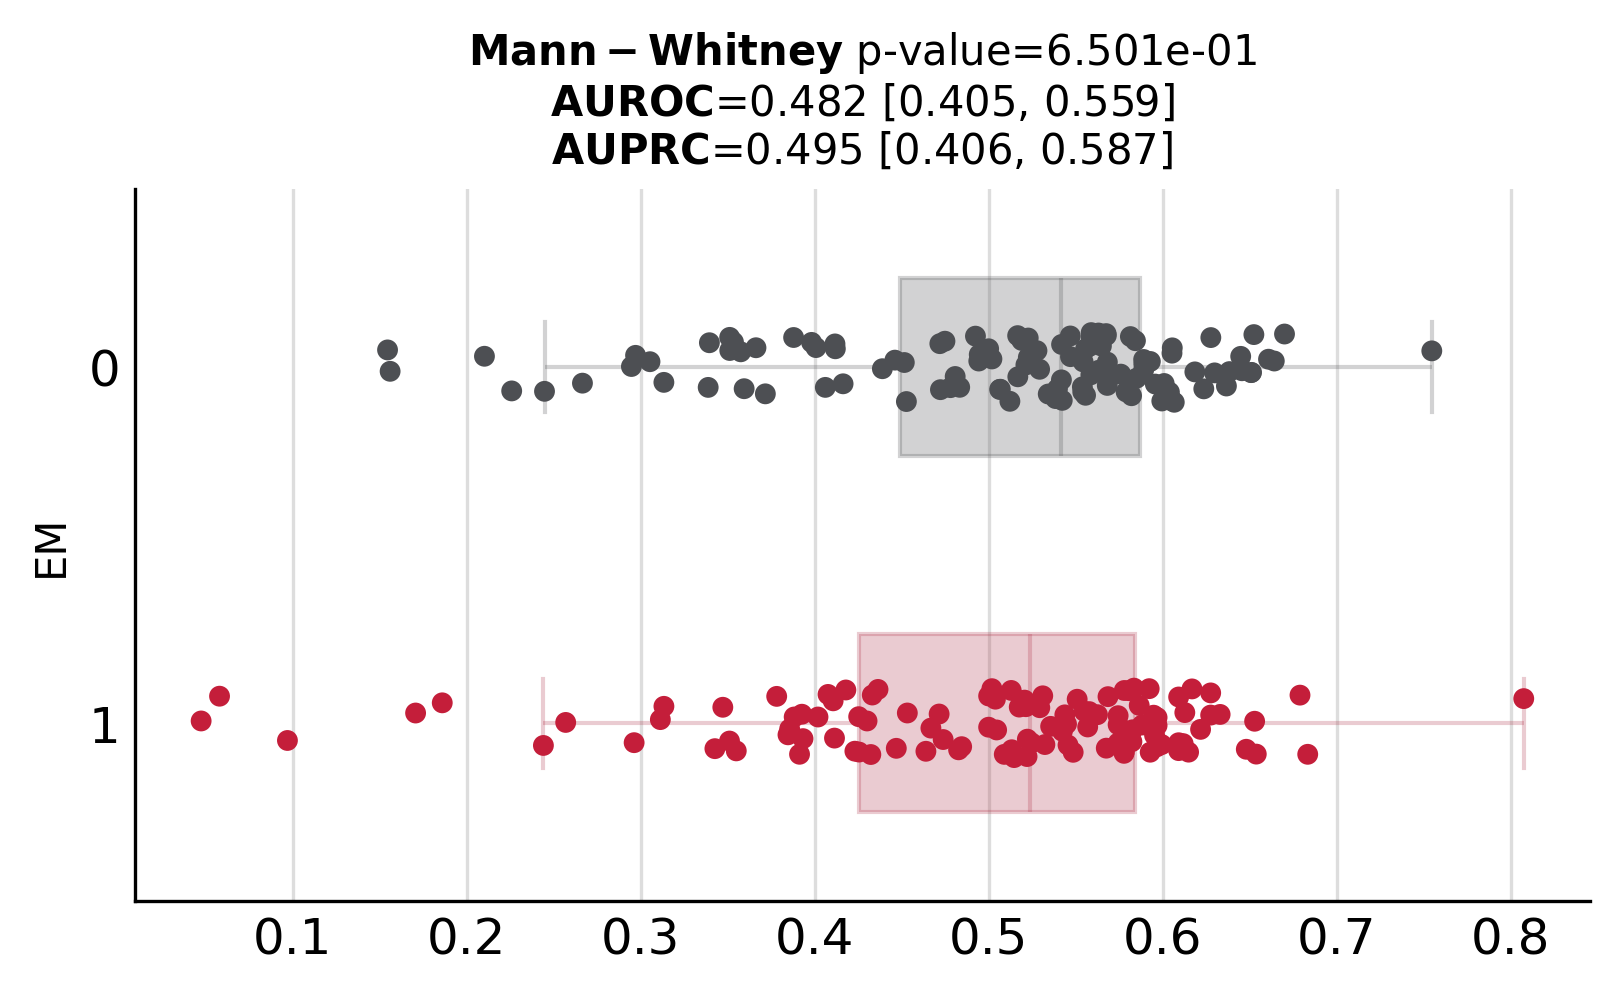 Mann − Whitney p-value=6.501e-01
AUROC=0.482 [0.405, 0.559]
AUPRC=0.495 [0.406, 0.587]
0
EM
1
0.1 0.2 0.3 0.4 0.5 0.6 0.7 0.8